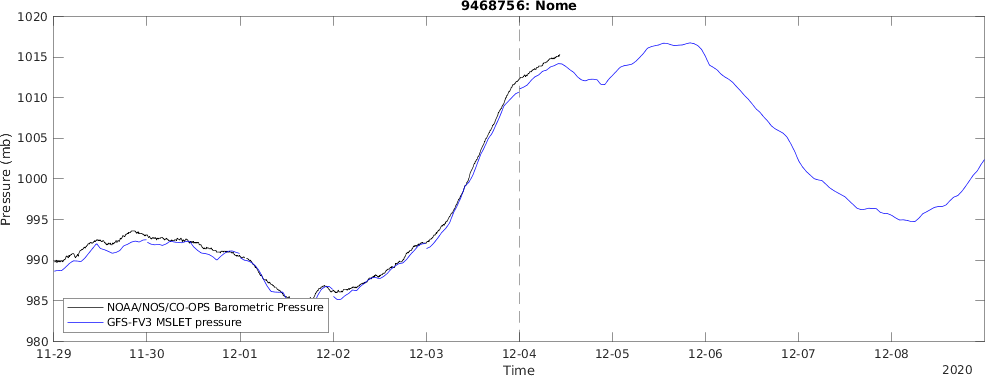 9468756: Nome
1020
1015
1010
1005
1000
995
990
985
980
Pressure (mb)
NOAA/NOS/CO-OPS Barometric Pressure
GFS-FV3 MSLET pressure
11-29 11-30 12-01 12-02 12-03 12-04 12-05 12-06 12-07 12-08
Time
2020